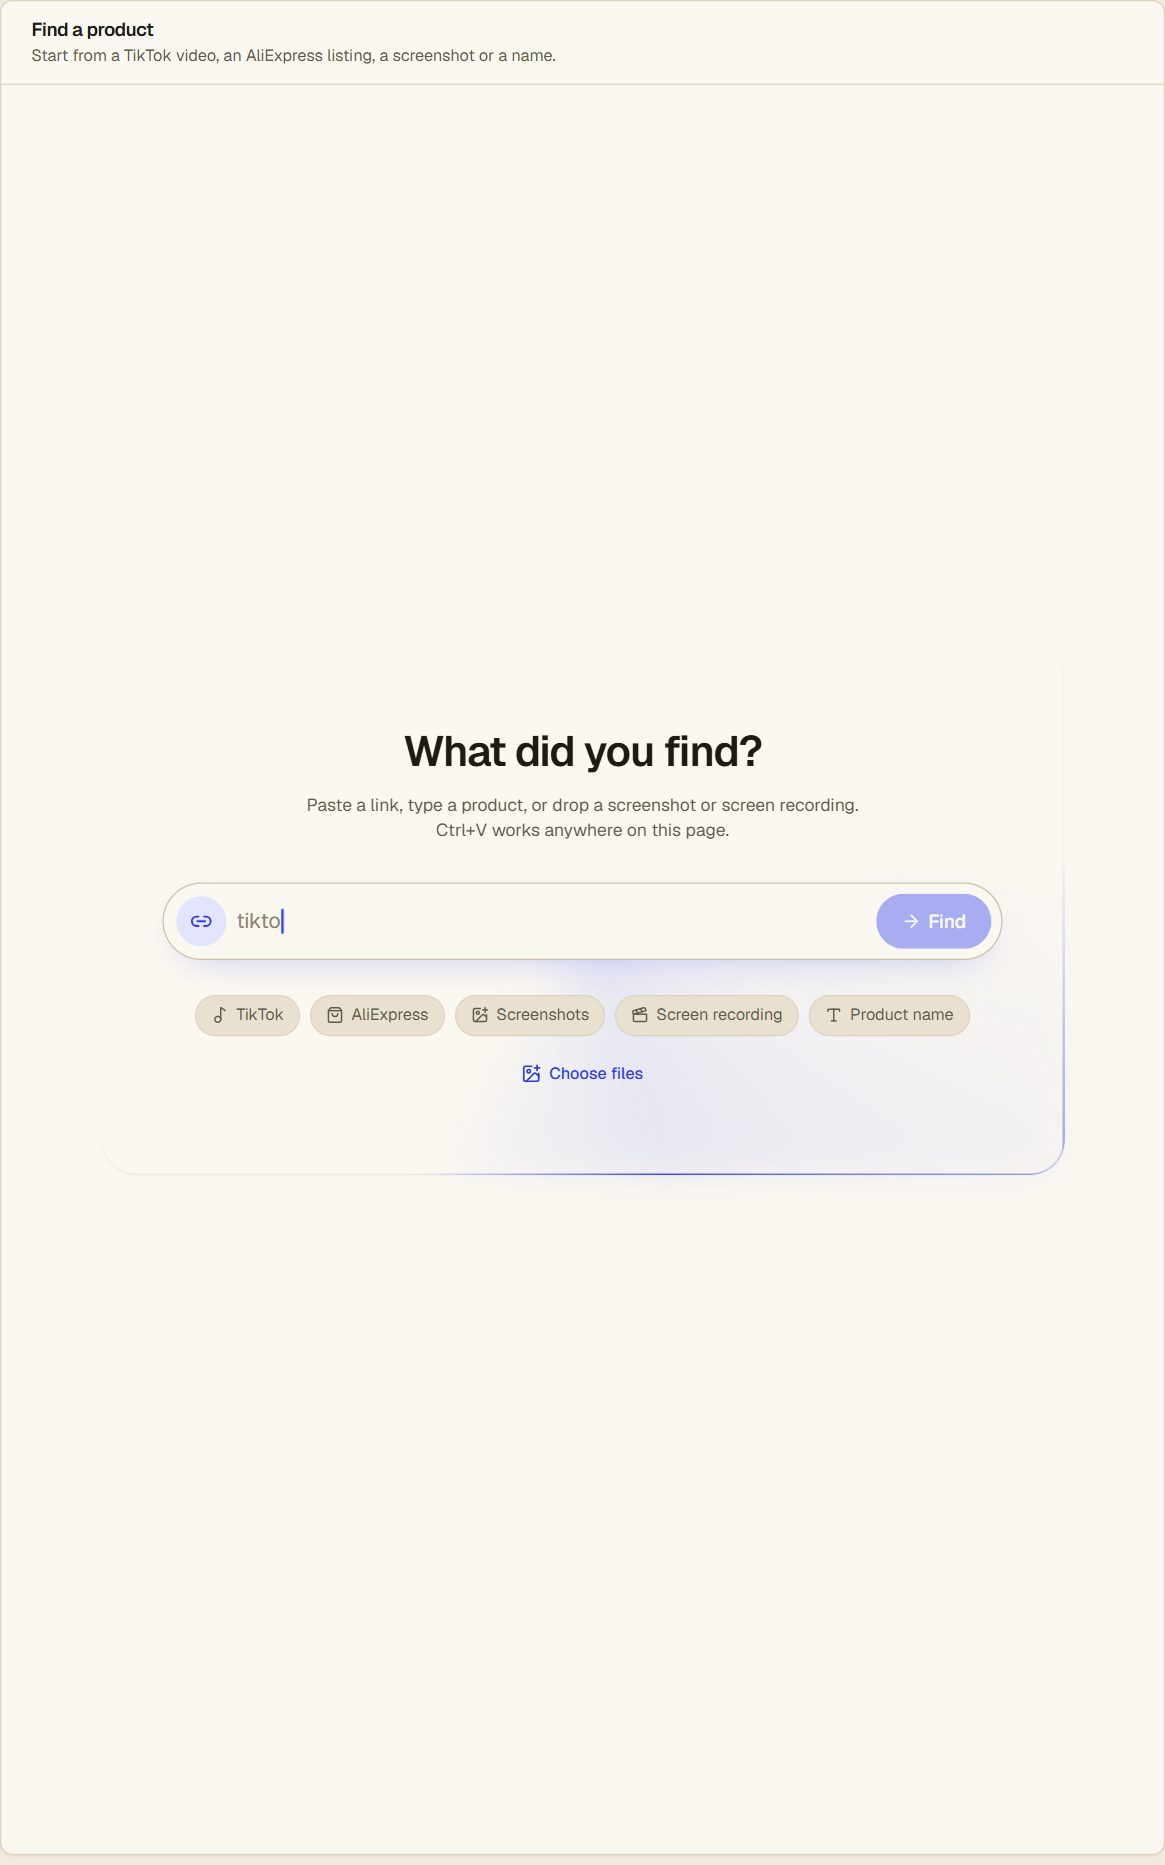 Find a product
Start from a TikTok video, an AliExpress listing, a screenshot or a name.
What did you find?
Paste a link, type a product, or drop a screenshot or screen recording.
Ctrl+V works anywhere on this page.
tikto
Find
TikTok
AliExpress
Screenshots
Screen recording
Product name
Choose files